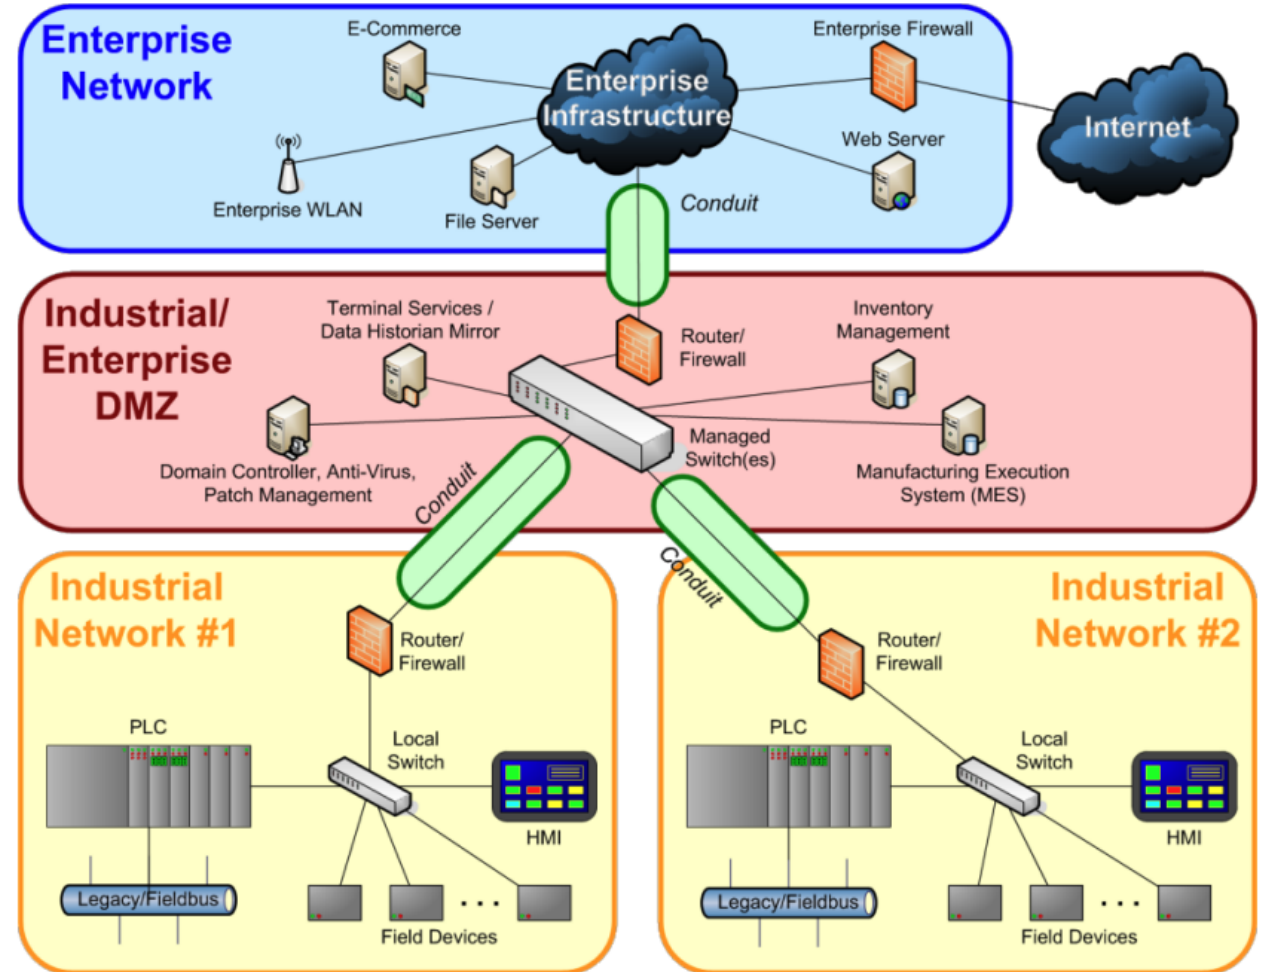 Enterprise
Network
E-Commerce
Enterprise
Infrastructure
Enterprise Firewall
Internet
Web Server
Enterprise WLAN
File Server
Conduit
Industrial/
Enterprise
DMZ
Terminal Services /
Data Historian Mirror
Router/
Firewall
Inventory
Management
Domain Controller, Anti-Virus,
Patch Management
Managed
Switch(es)
Manufacturing Execution
System (MES)
Conduit
Conduit
Industrial
Network #1
Router/
Firewall
PLC
Local
Switch
HMI
Legacy/Fieldbus
Field Devices
Industrial
Network #2
Router/
Firewall
PLC
Local
Switch
HMI
Legacy/Fieldbus
Field Devices